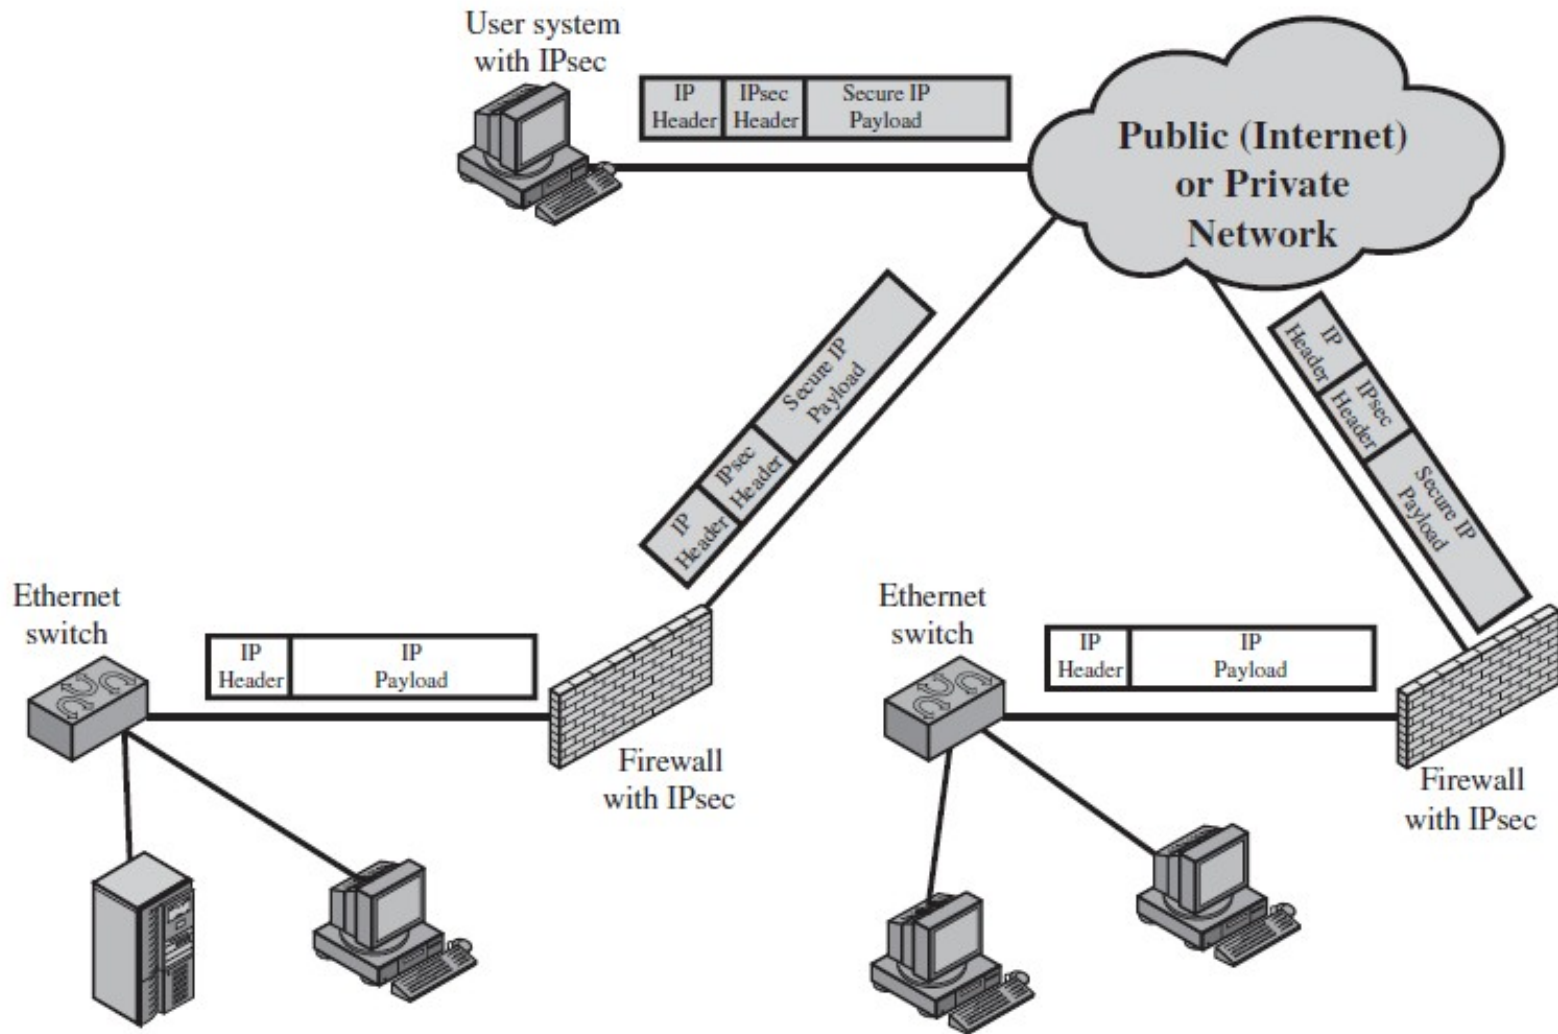 User system
with IPsec
IP
Header
IPsec
Header
Secure IP
Payload
Public (Internet)
or Private
Network
IP
Header
IPsec
Header
Secure IP
Payload
IP
Header
IPsec
Header
Secure IP
Payload
Ethernet
switch
IP
Header
IP
Payload
Firewall
with IPsec
Ethernet
switch
IP
Header
IP
Payload
Firewall
with IPsec